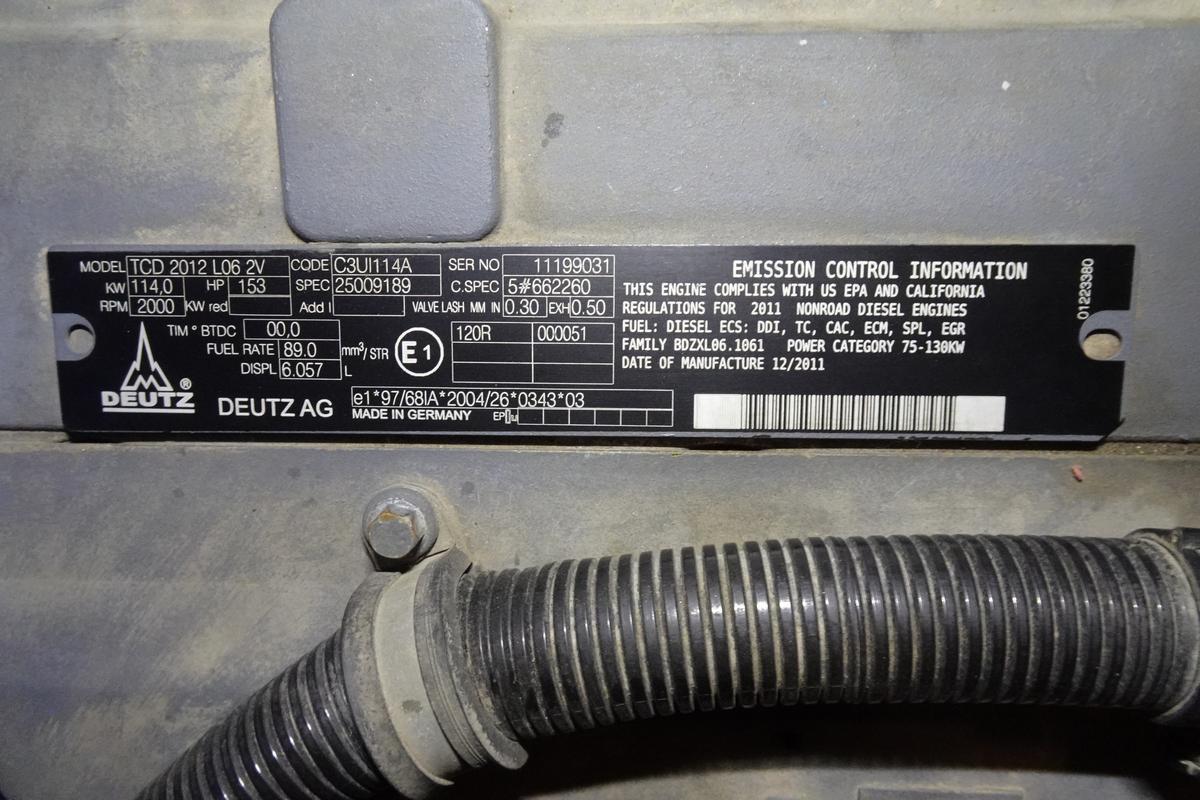 MODEL TCD 2012 L06 2V CODE C3UI114A SER NO 11199031
KW 114,0 HP 153 SPEC 25009189 C.SPEC 5#662260
RPM 2000 KW red Add I VALVE LASH MM IN 0.30 EXH 0.50
TIM ° BTDC 00,0 120R 000051
FUEL RATE 89.0 mm³/STR E1
DISPL 6.057 L
DEUTZ ®
DEUTZ AG
e1*97/68IA*2004/26*0343*03
MADE IN GERMANY
EMISSION CONTROL INFORMATION
THIS ENGINE COMPLIES WITH US EPA AND CALIFORNIA
REGULATIONS FOR 2011 NONROAD DIESEL ENGINES
FUEL: DIESEL ECS: DDI, TC, CAC, ECM, SPL, EGR
FAMILY BDZXL06.1061 POWER CATEGORY 75-130KW
DATE OF MANUFACTURE 12/2011
01223380